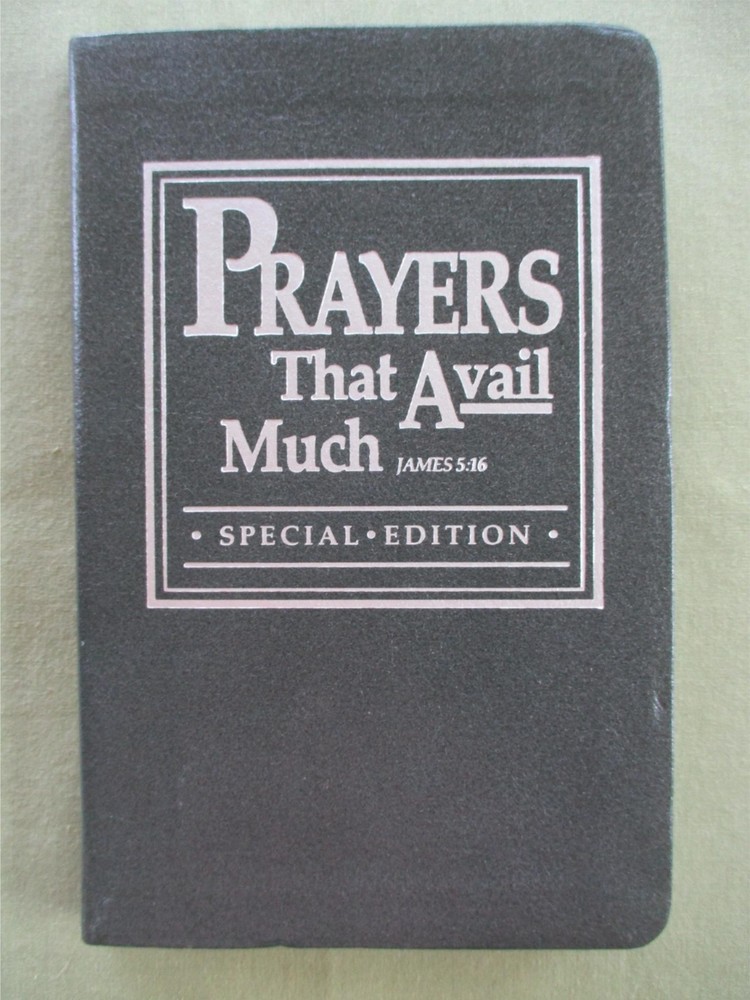 PRAYERS
That Avail
Much JAMES 5:16
• SPECIAL • EDITION •